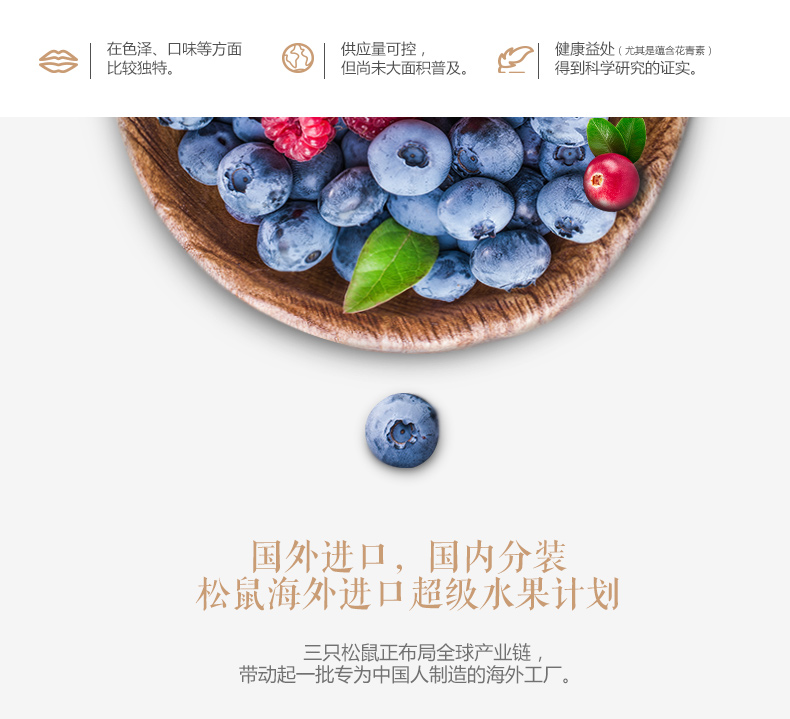 在色泽、口味等方面
比较独特。
供应量可控，
但尚未大面积普及。
健康益处（尤其是蕴含花青素）
得到科学研究的证实。
国外进口，国内分装
松鼠海外进口超级水果计划
三只松鼠正布局全球产业链，
带动起一批专为中国人制造的海外工厂。